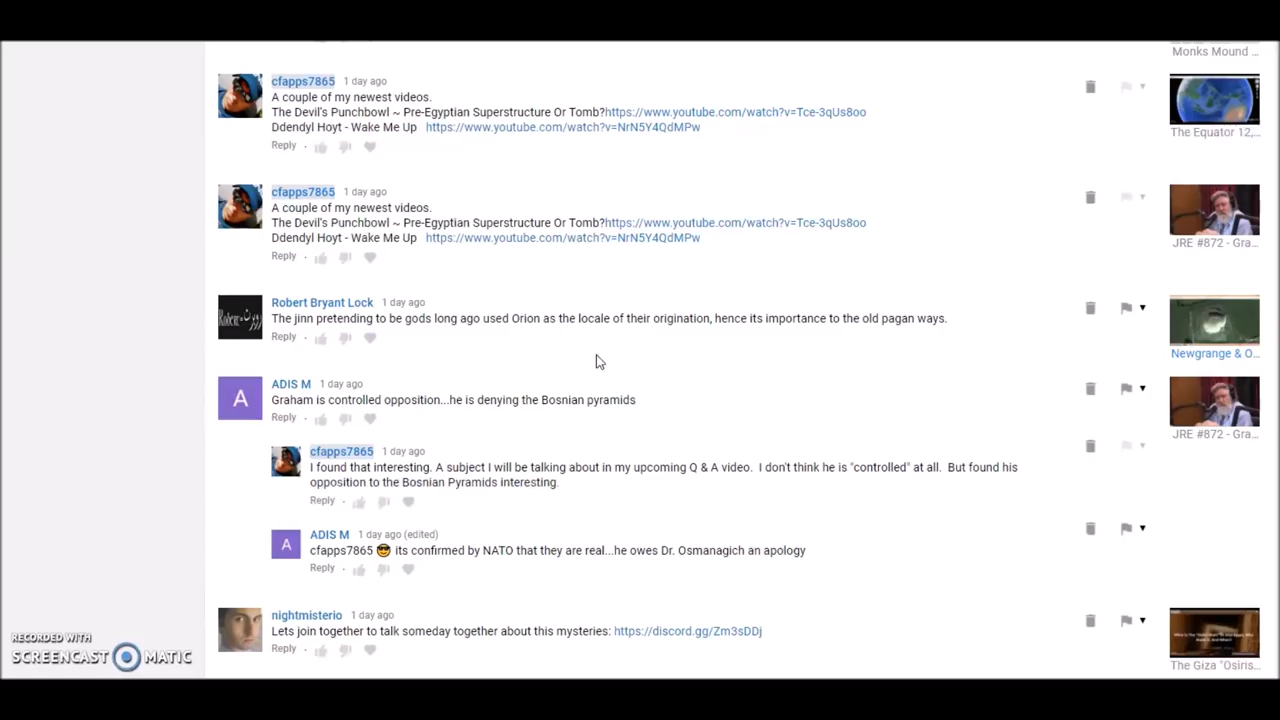 Monks Mound ...
cfapps7865 1 day ago
A couple of my newest videos.
The Devil's Punchbowl ~ Pre-Egyptian Superstructure Or Tomb?https://www.youtube.com/watch?v=Tce-3qUs8oo
Ddendyl Hoyt - Wake Me Up https://www.youtube.com/watch?v=NrN5Y4QdMPw
Reply
The Equator 12,...
cfapps7865 1 day ago
A couple of my newest videos.
The Devil's Punchbowl ~ Pre-Egyptian Superstructure Or Tomb?https://www.youtube.com/watch?v=Tce-3qUs8oo
Ddendyl Hoyt - Wake Me Up https://www.youtube.com/watch?v=NrN5Y4QdMPw
Reply
JRE #872 - Gra...
Robert Bryant Lock 1 day ago
The jinn pretending to be gods long ago used Orion as the locale of their origination, hence its importance to the old pagan ways.
Reply
Newgrange & O...
A
ADIS M 1 day ago
Graham is controlled opposition...he is denying the Bosnian pyramids
Reply
JRE #872 - Gra...
cfapps7865 1 day ago
I found that interesting. A subject I will be talking about in my upcoming Q & A video. I don't think he is "controlled" at all. But found his
opposition to the Bosnian Pyramids interesting.
Reply
A
ADIS M 1 day ago (edited)
cfapps7865 😎 its confirmed by NATO that they are real...he owes Dr. Osmanagich an apology
Reply
nightmisterio 1 day ago
Lets join together to talk someday together about this mysteries: https://discord.gg/Zm3sDDj
Reply
The Giza "Osiris...
RECORDED WITH
SCREENCAST MATIC